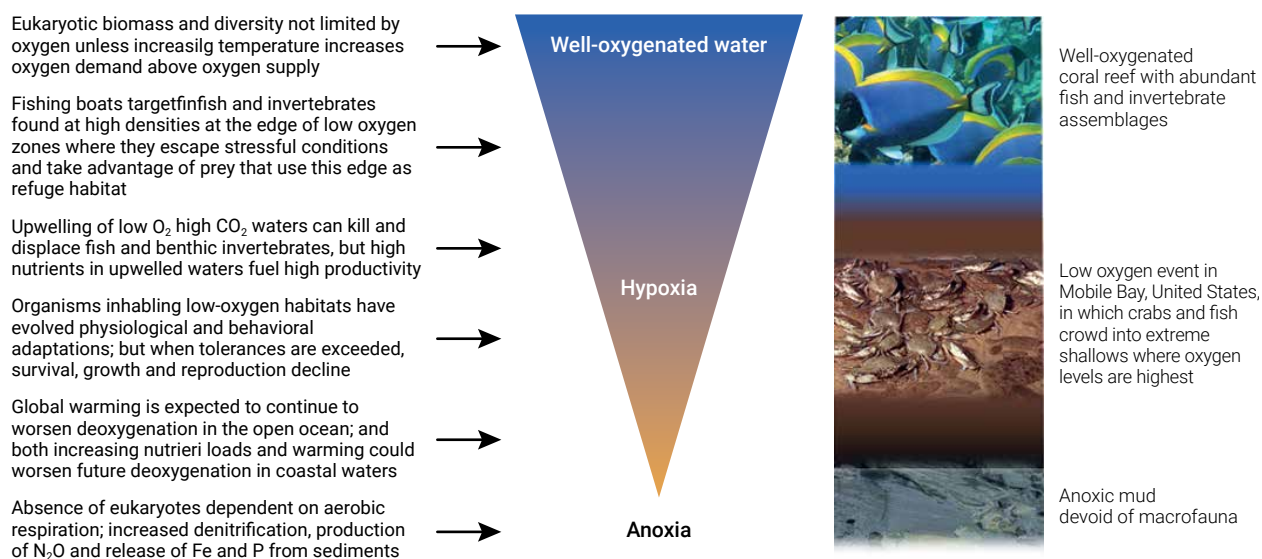 Eukaryotic biomass and diversity not limited by
oxygen unless increasilg temperature increases
oxygen demand above oxygen supply
Fishing boats targetfinfish and invertebrates
found at high densities at the edge of low oxygen
zones where they escape stressful conditions
and take advantage of prey that use this edge as
refuge habitat
Upwelling of low O₂ high CO₂ waters can kill and
displace fish and benthic invertebrates, but high
nutrients in upwelled waters fuel high productivity
Organisms inhabling low-oxygen habitats have
evolved physiological and behavioral
adaptations; but when tolerances are exceeded,
survival, growth and reproduction decline
Global warming is expected to continue to
worsen deoxygenation in the open ocean; and
both increasing nutrieri loads and warming could
worsen future deoxygenation in coastal waters
Absence of eukaryotes dependent on aerobic
respiration; increased denitrification, production
of N₂O and release of Fe and P from sediments
Well-oxygenated water
Hypoxia
Anoxia
Well-oxygenated
coral reef with abundant
fish and invertebrate
assemblages
Low oxygen event in
Mobile Bay, United States,
in which crabs and fish
crowd into extreme
shallows where oxygen
levels are highest
Anoxic mud
devoid of macrofauna